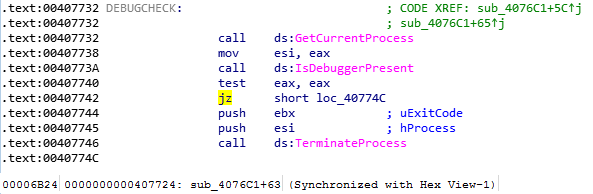 .text:00407732 DEBUGCHECK: ; CODE XREF: sub_4076C1+5C↑j
.text:00407732 ; sub_4076C1+65↑j
.text:00407732 call ds:GetCurrentProcess
.text:00407738 mov esi, eax
.text:0040773A call ds:IsDebuggerPresent
.text:00407740 test eax, eax
.text:00407742 jz short loc_40774C
.text:00407744 push ebx ; uExitCode
.text:00407745 push esi ; hProcess
.text:00407746 call ds:TerminateProcess
.text:0040774C
00006B24 0000000000407724: sub_4076C1+63 (Synchronized with Hex View-1)